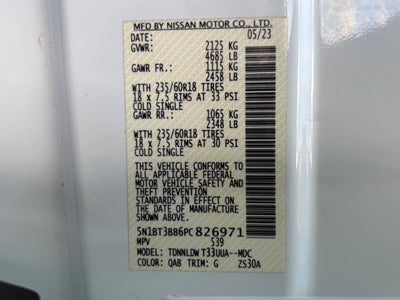 MFD BY NISSAN MOTOR CO., LTD.
DATE: 05/23
GVWR: 2125 KG
4685 LB
GAWR FR.: 1115 KG
2458 LB
WITH 235/60R18 TIRES
18 x 7.5 RIMS AT 33 PSI
COLD SINGLE
GAWR RR.: 1065 KG
2348 LB
WITH 235/60R18 TIRES
18 x 7.5 RIMS AT 30 PSI
COLD SINGLE
THIS VEHICLE CONFORMS TO
ALL APPLICABLE FEDERAL
MOTOR VEHICLE SAFETY AND
THEFT PREVENTION
STANDARDS IN EFFECT ON
THE DATE OF MANUFACTURE
SHOWN ABOVE.
5N1BT3BB6PC826971
MPV S39
MODEL: TDNNLDW T33UUA--MDC
COLOR: QAB TRIM: G ZS30A